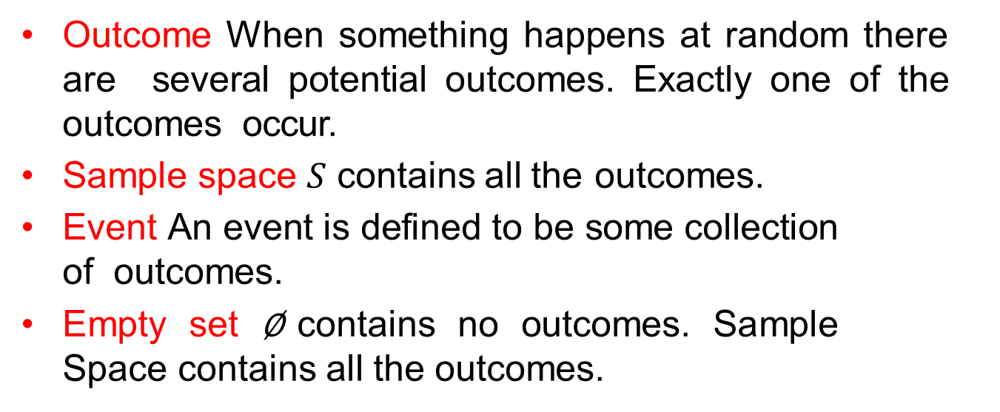 • Outcome When something happens at random there
are several potential outcomes. Exactly one of the
outcomes occur.
• Sample space S contains all the outcomes.
• Event An event is defined to be some collection
of outcomes.
• Empty set Ø contains no outcomes. Sample
Space contains all the outcomes.